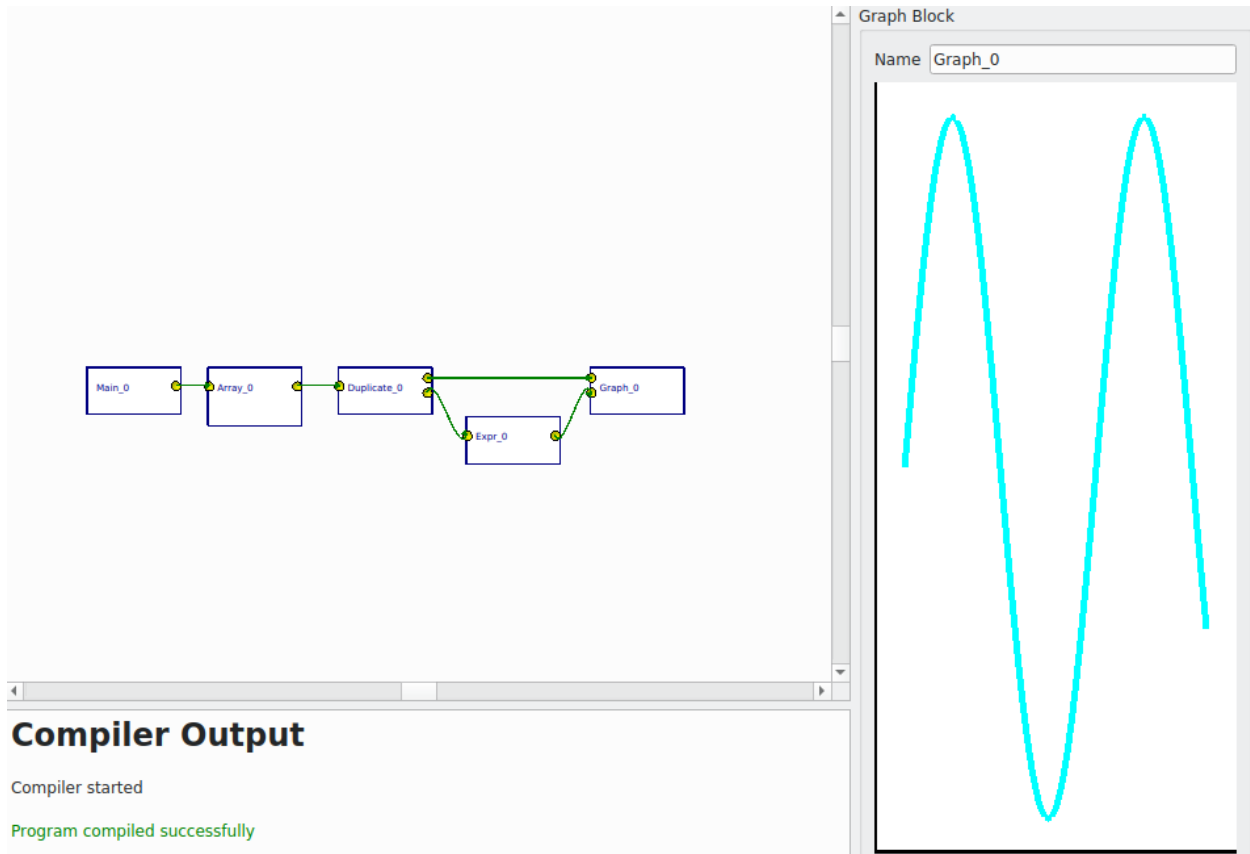 Graph Block
Name Graph_0
Main_0
Array_0
Duplicate_0
Graph_0
Expr_0
Compiler Output
Compiler started
Program compiled successfully